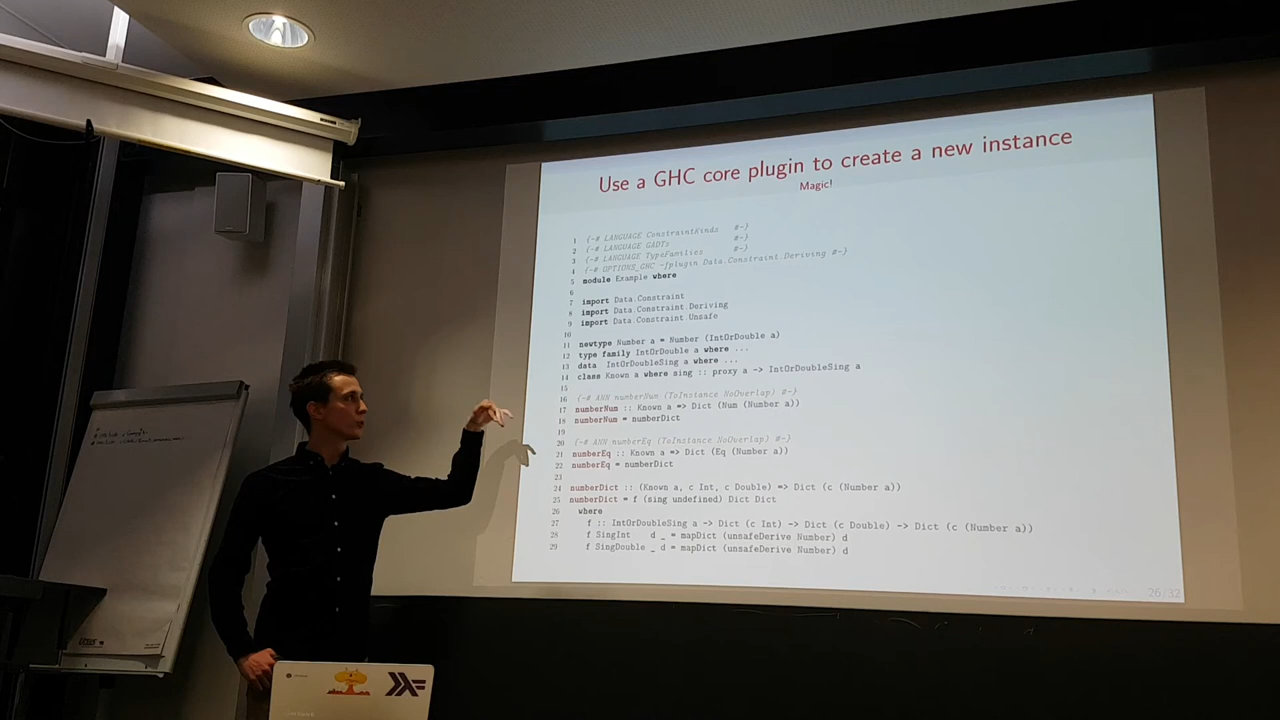 Use a GHC core plugin to create a new instance
Magic!
1 {-# LANGUAGE ConstraintKinds #-}
2 {-# LANGUAGE GADTs #-}
3 {-# LANGUAGE TypeFamilies #-}
4 {-# OPTIONS_GHC -fplugin Data.Constraint.Deriving #-}
5 module Example where
6
7 import Data.Constraint
8 import Data.Constraint.Deriving
9 import Data.Constraint.Unsafe
10
11 newtype Number a = Number (IntOrDouble a)
12 type family IntOrDouble a where ...
13 data IntOrDoubleSing a where ...
14 class Known a where sing :: proxy a -> IntOrDoubleSing a
15
16 {-# ANN numberNum (ToInstance NoOverlap) #-}
17 numberNum :: Known a => Dict (Num (Number a))
18 numberNum = numberDict
19
20 {-# ANN numberEq (ToInstance NoOverlap) #-}
21 numberEq :: Known a => Dict (Eq (Number a))
22 numberEq = numberDict
23
24 numberDict :: (Known a, c Int, c Double) => Dict (c (Number a))
25 numberDict = f (sing undefined) Dict Dict
26 where
27 f :: IntOrDoubleSing a -> Dict (c Int) -> Dict (c Double) -> Dict (c (Number a))
28 f SingInt d _ = mapDict (unsafeDerive Number) d
29 f SingDouble _ d = mapDict (unsafeDerive Number) d
26/32